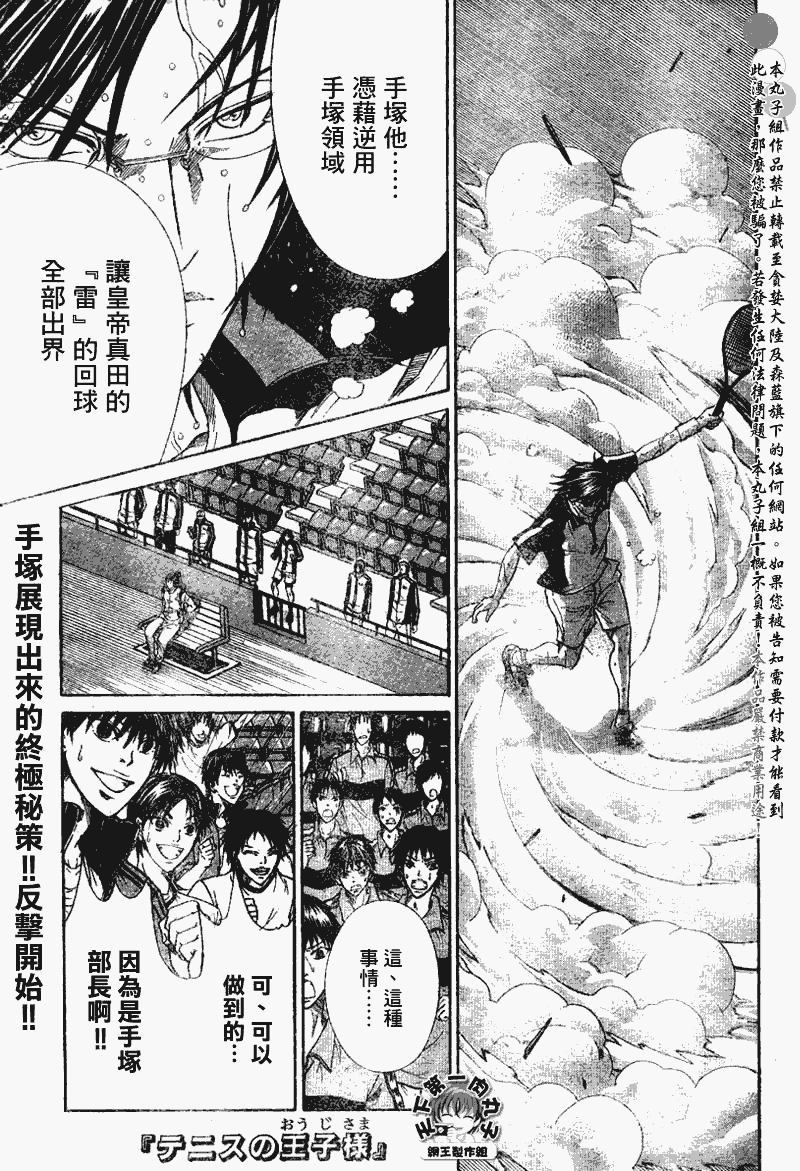 本丸子組作品禁止轉載至貪婪大陸及森藍旗下的任何網站。如果您被告知需要付款才能看到
此漫畫，那麼您被騙了。若發生任何法律問題，本丸子組一概不負責！本作品嚴禁商業用途！
手塚他……
憑藉逆用
手塚領域
讓皇帝真田的
『雷』的回球
全部出界
這、這種
事情……
可、可以
做到的…
因為是手塚
部長啊!!
手塚展現出來的終極秘策!!反擊開始!!
天下第一肉丸子
網王製作組
おうじさま
『テニスの王子様』